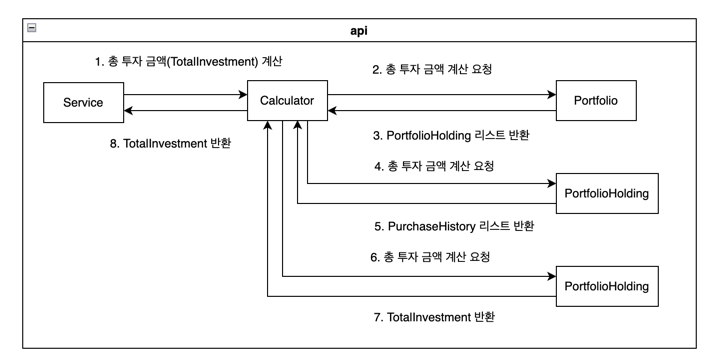 api
1. 총 투자 금액(TotalInvestment) 계산
2. 총 투자 금액 계산 요청
Service
Calculator
Portfolio
8. TotalInvestment 반환
3. PortfolioHolding 리스트 반환
4. 총 투자 금액 계산 요청
PortfolioHolding
5. PurchaseHistory 리스트 반환
6. 총 투자 금액 계산 요청
PortfolioHolding
7. TotalInvestment 반환